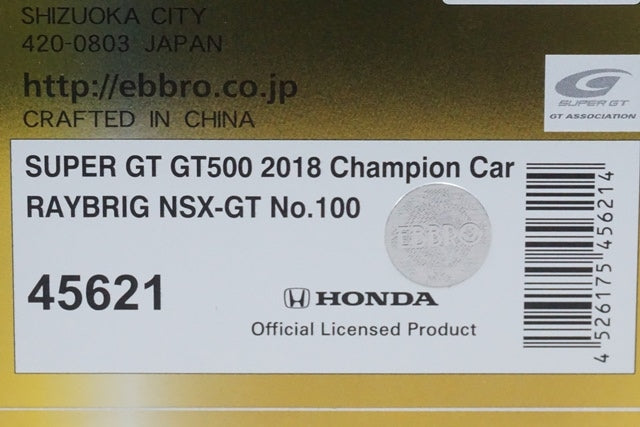 SHIZUOKA CITY
420-0803 JAPAN
http://ebbro.co.jp
CRAFTED IN CHINA
SUPER GT
GT ASSOCIATION
SUPER GT GT500 2018 Champion Car
RAYBRIG NSX-GT No.100
EBBRO
45621
HONDA
Official Licensed Product
4 526175 456214